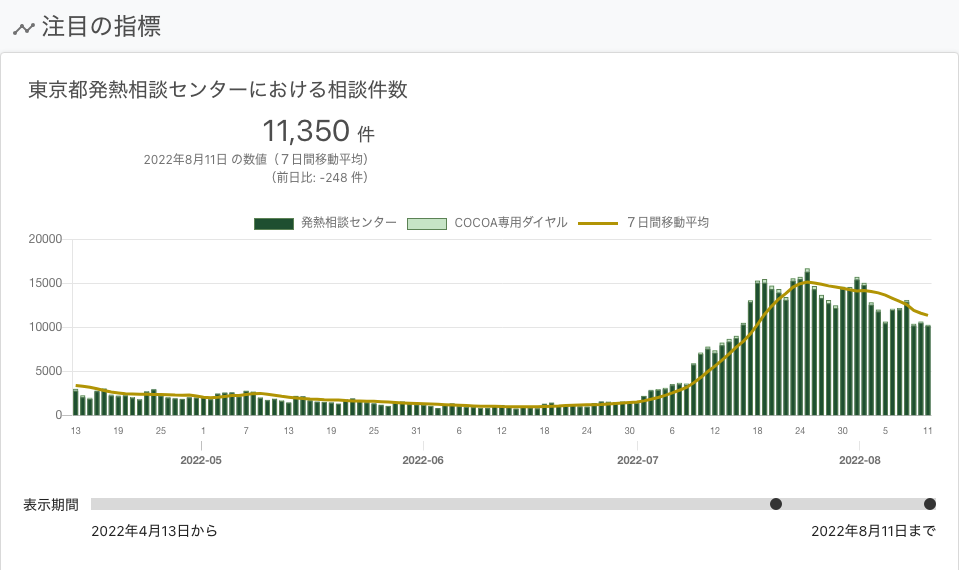 注目の指標
東京都発熱相談センターにおける相談件数
11,350 件
2022年8月11日 の数値（７日間移動平均）
（前日比: -248 件）
発熱相談センター COCOA専用ダイヤル ７日間移動平均
20000
15000
10000
5000
0
13 19 25 1 7 13 19 25 31 6 12 18 24 30 6 12 18 24 30 5 11
2022-05 2022-06 2022-07 2022-08
表示期間
2022年4月13日から 2022年8月11日まで